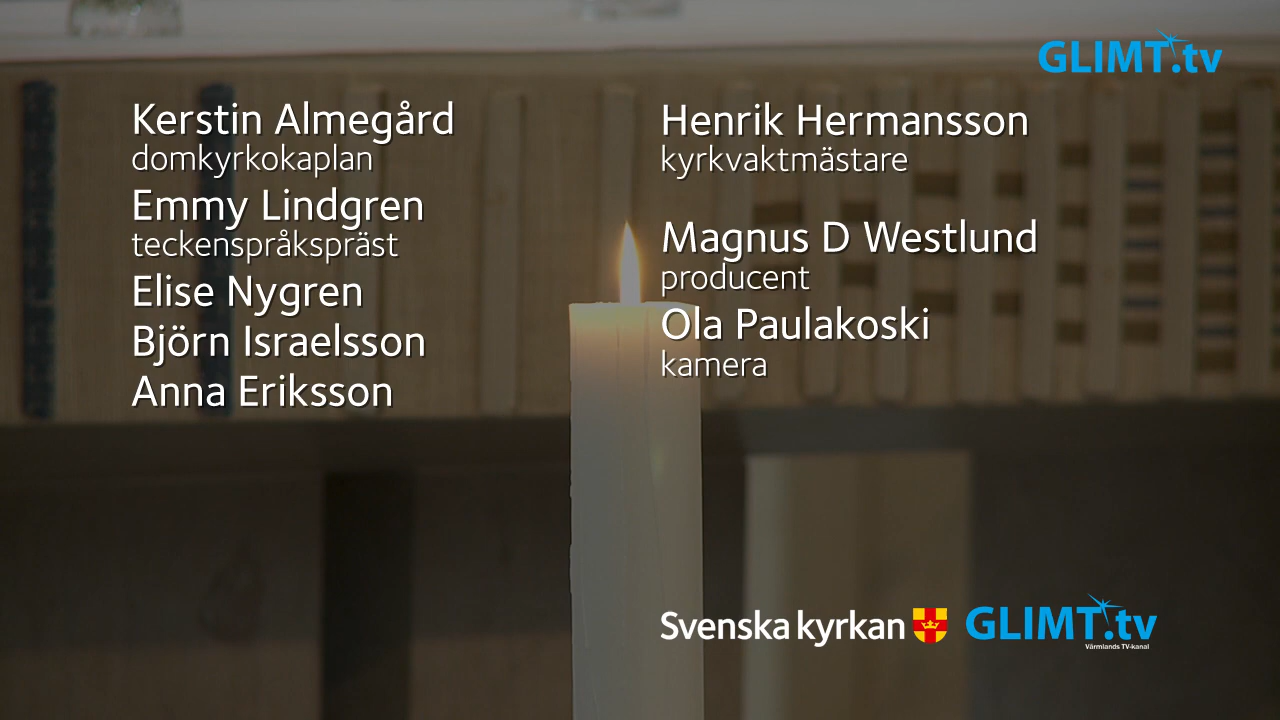 GLIMT.tv
Kerstin Almegård
domkyrkokaplan
Emmy Lindgren
teckenspråkspräst
Elise Nygren
Björn Israelsson
Anna Eriksson
Henrik Hermansson
kyrkvaktmästare
Magnus D Westlund
producent
Ola Paulakoski
kamera
Svenska kyrkan
GLIMT.tv
Värmlands TV-kanal